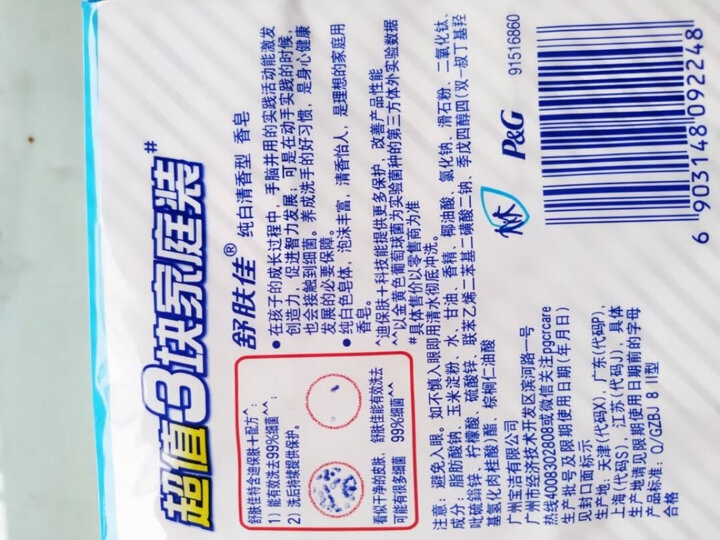 超值3块家庭装#
舒肤佳® 纯白清香型 香皂
● 在孩子的成长过程中，手脑并用的实践活动能激发
创造力，促进智力发展；可是在动手实践的时候，
也会接触到细菌。养成洗手的好习惯，是身心健康
发展的必要保障。
● 纯白色皂体，泡沫丰富，清香怡人，是理想的家庭用
香皂。
^迪保肤+科技能提供更多保护，改善产品性能
^^以金黄色葡萄球菌为实验菌种的第三方体外实验数据
#具体售价以零售商为准
舒肤佳特含迪保肤+配方^：
1) 能有效洗去99%细菌^^；
2) 洗后持续提供保护。
看似干净的皮肤，
可能有很多细菌
舒肤佳能有效洗去
99%细菌^^
注意：避免入眼。如不慎入眼即用清水彻底冲洗。
成分：脂肪酸钠、玉米淀粉、水、甘油、香精、椰油酸、氯化钠、滑石粉、二氧化钛、
吡硫鎓锌、柠檬酸、硫酸锌、联苯乙烯二苯基二磺酸二钠、季戊四醇四(双-叔丁基羟
基氢化肉桂酸)酯、棕榈仁油酸
广州宝洁有限公司
广州市经济技术开发区滨河路一号
热线4008302808或微信关注pgcrcare
生产批号及限期使用日期(年月日)
见封口面标示
生产地：天津(代码X)，广东(代码P)，
上海(代码S)，江苏(代码J)，具体
生产地请见限期使用日期前的字母
产品标准：Q/GZBJ 8 II型
合格
P&G
91516860
6903148092248